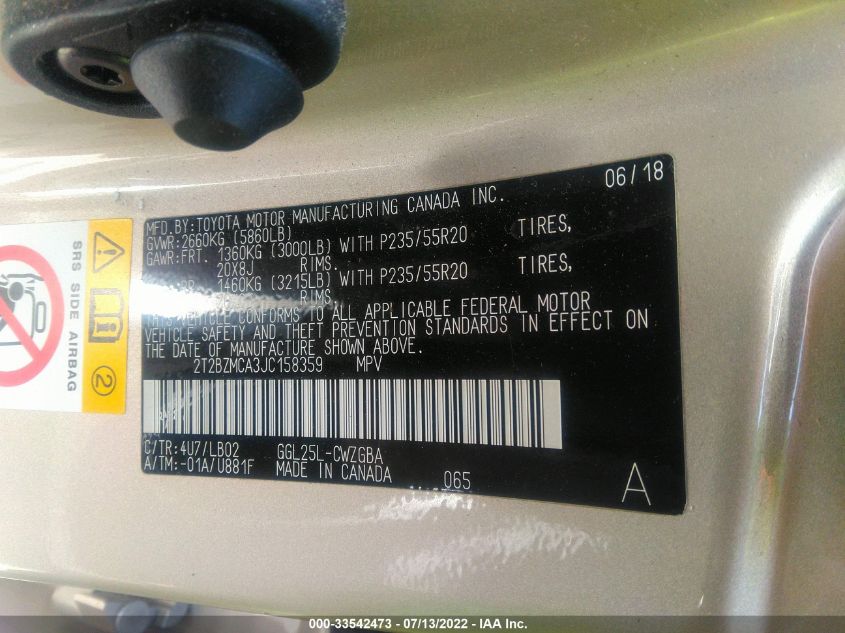 06/18
MFD.BY:TOYOTA MOTOR MANUFACTURING CANADA INC.
GVWR:2660KG (5860LB)
GAWR:FRT. 1360KG (3000LB) WITH P235/55R20 TIRES,
20X8J RIMS.
RR. 1460KG (3215LB) WITH P235/55R20 TIRES,
RIMS.
THIS VEHICLE CONFORMS TO ALL APPLICABLE FEDERAL MOTOR
VEHICLE SAFETY AND THEFT PREVENTION STANDARDS IN EFFECT ON
THE DATE OF MANUFACTURE SHOWN ABOVE.
2T2BZMCA3JC158359 MPV
C/TR:4U7/LB02 GGL25L-CWZGBA
A/TM:-01A/U881F MADE IN CANADA 065
A
SRS SIDE AIRBAG
2
000-33542473 - 07/13/2022 - IAA Inc.